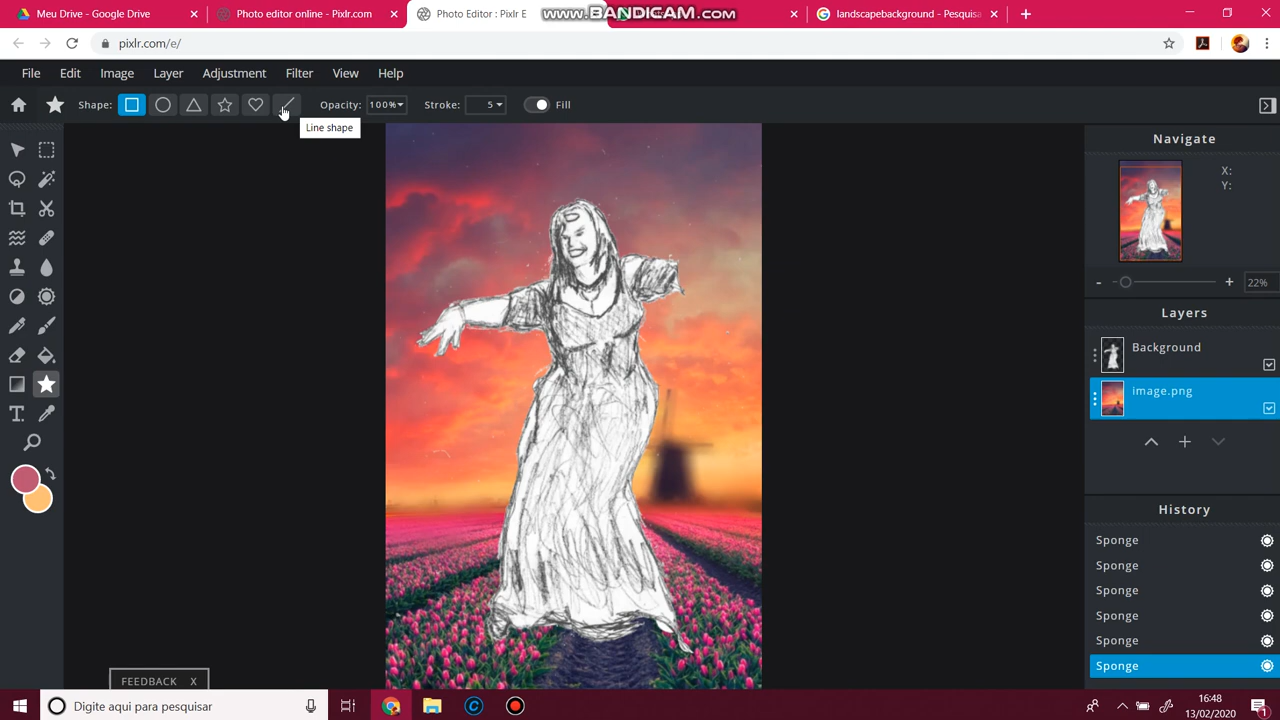 Meu Drive - Google Drive
Photo editor online - Pixlr.com
Photo Editor : Pixlr E
www.BANDICAM.com
landscapebackground - Pesquisa
pixlr.com/e/
File Edit Image Layer Adjustment Filter View Help
Shape: Opacity: 100% Stroke: 5 Fill
Line shape
Navigate
X:
Y:
- + 22%
Layers
Background
image.png
History
Sponge
Sponge
Sponge
Sponge
Sponge
Sponge
FEEDBACK X
Digite aqui para pesquisar
16:48
13/02/2020
1